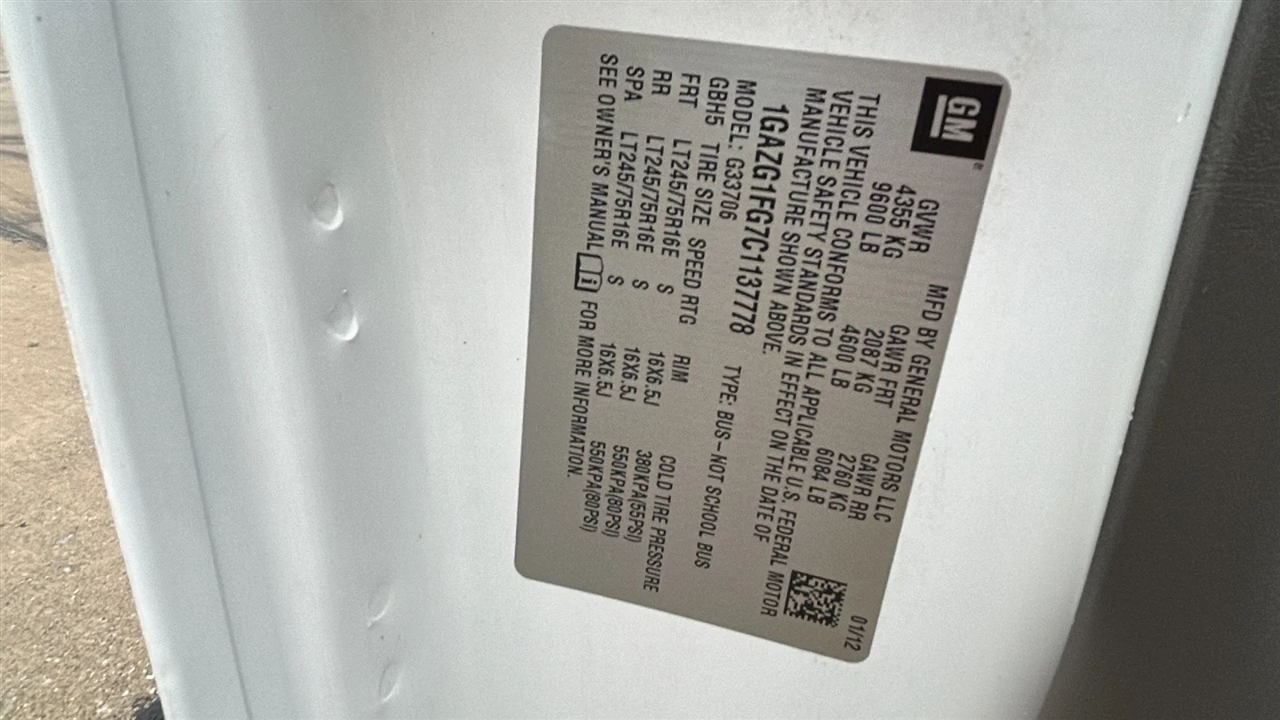 GM®
MFD BY GENERAL MOTORS LLC 01/12
GVWR GAWR FRT GAWR RR
4355 KG 2087 KG 2760 KG
9600 LB 4600 LB 6084 LB
THIS VEHICLE CONFORMS TO ALL APPLICABLE U.S. FEDERAL MOTOR
VEHICLE SAFETY STANDARDS IN EFFECT ON THE DATE OF
MANUFACTURE SHOWN ABOVE.
1GAZG1FG7C1137778 TYPE: BUS – NOT SCHOOL BUS
MODEL: G33706
GBH5 TIRE SIZE SPEED RTG RIM COLD TIRE PRESSURE
FRT LT245/75R16E S 16X6.5J 380KPA(55PSI)
RR LT245/75R16E S 16X6.5J 550KPA(80PSI)
SPA LT245/75R16E S 16X6.5J 550KPA(80PSI)
SEE OWNER'S MANUAL i FOR MORE INFORMATION.